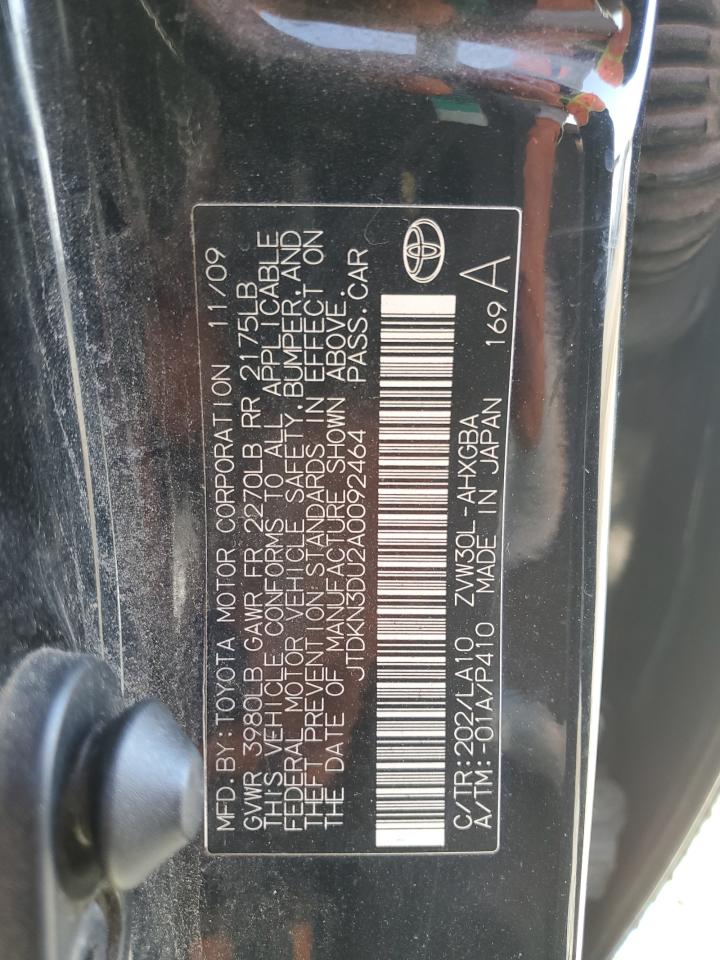 MFD. BY: TOYOTA MOTOR CORPORATION 11/09
GVWR 3980LB GAWR FR 2270LB RR 2175LB
THIS VEHICLE CONFORMS TO ALL APPLICABLE
FEDERAL MOTOR VEHICLE SAFETY, BUMPER, AND
THEFT PREVENTION STANDARDS IN EFFECT ON
THE DATE OF MANUFACTURE SHOWN ABOVE.
JTDKN3DU2A0092464 PASS. CAR
C/TR: 202/LA10 ZVW30L-AHXGBA 169 A
A/TM: -01A/P410 MADE IN JAPAN